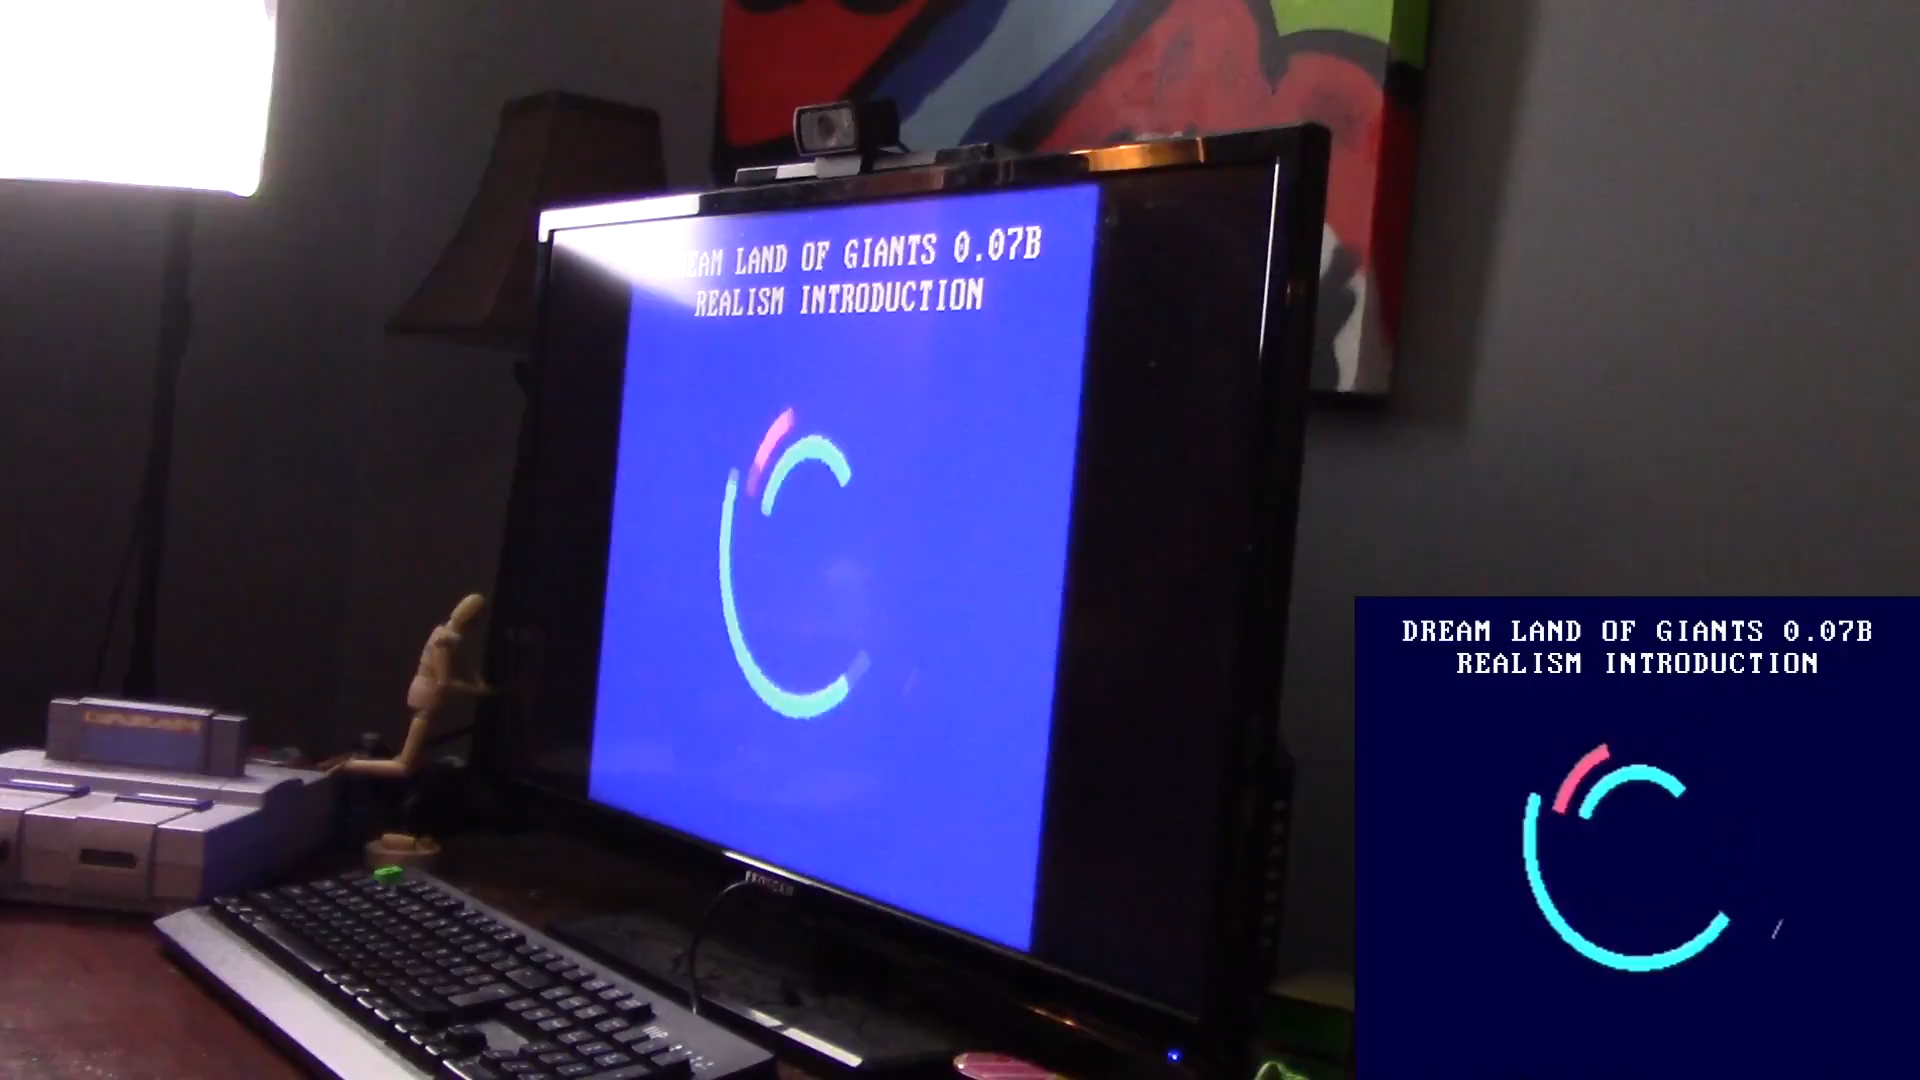 EAM LAND OF GIANTS 0.07B
REALISM INTRODUCTION
DREAM LAND OF GIANTS 0.07B
REALISM INTRODUCTION